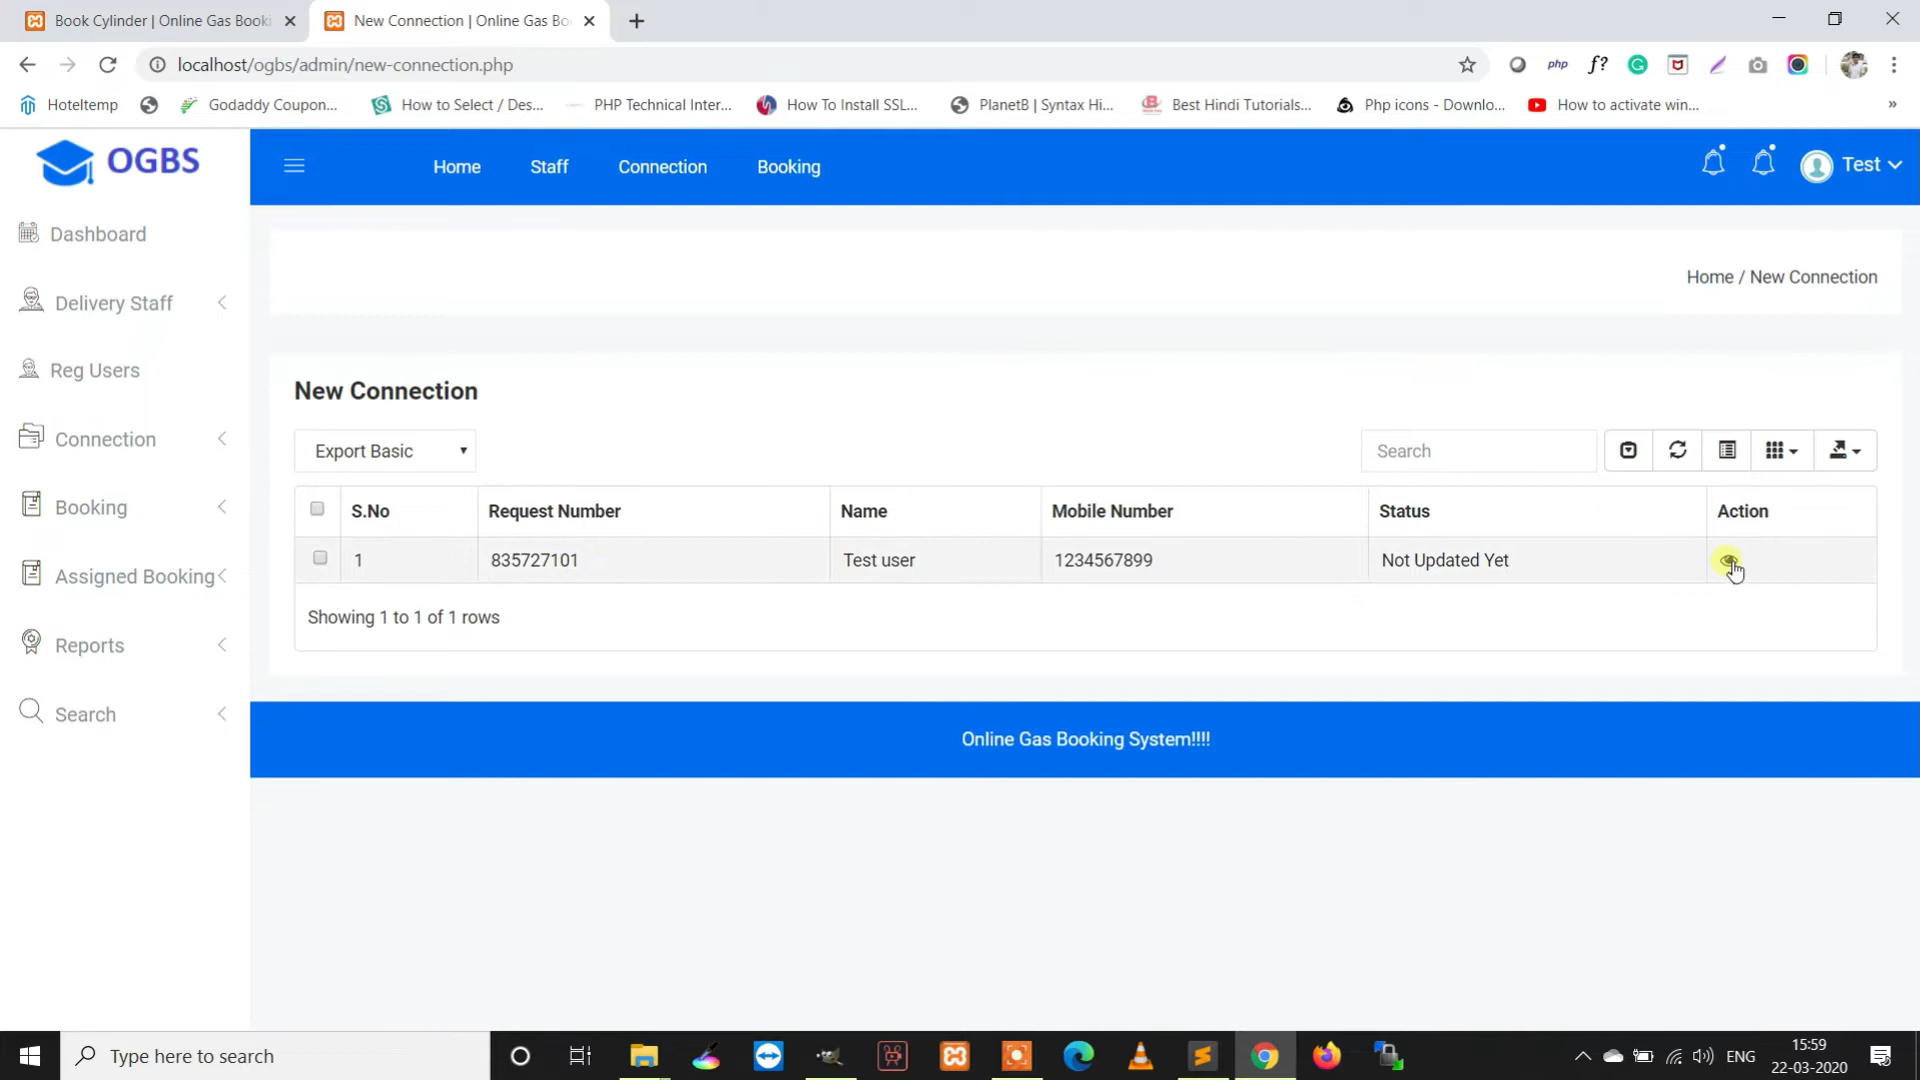 Book Cylinder | Online Gas Booki
New Connection | Online Gas Bo
localhost/ogbs/admin/new-connection.php
php
f?
Hoteltemp
Godaddy Coupon...
How to Select / Des...
PHP Technical Inter...
How To Install SSL...
PlanetB | Syntax Hi...
Best Hindi Tutorials...
Php icons - Downlo...
How to activate win...
»
OGBS
Home
Staff
Connection
Booking
Test
Dashboard
Delivery Staff
Reg Users
Connection
Booking
Assigned Booking
Reports
Search
Home / New Connection
New Connection
Export Basic
Search
S.No
Request Number
Name
Mobile Number
Status
Action
1
835727101
Test user
1234567899
Not Updated Yet
Showing 1 to 1 of 1 rows
Online Gas Booking System!!!!
Type here to search
ENG
15:59
22-03-2020